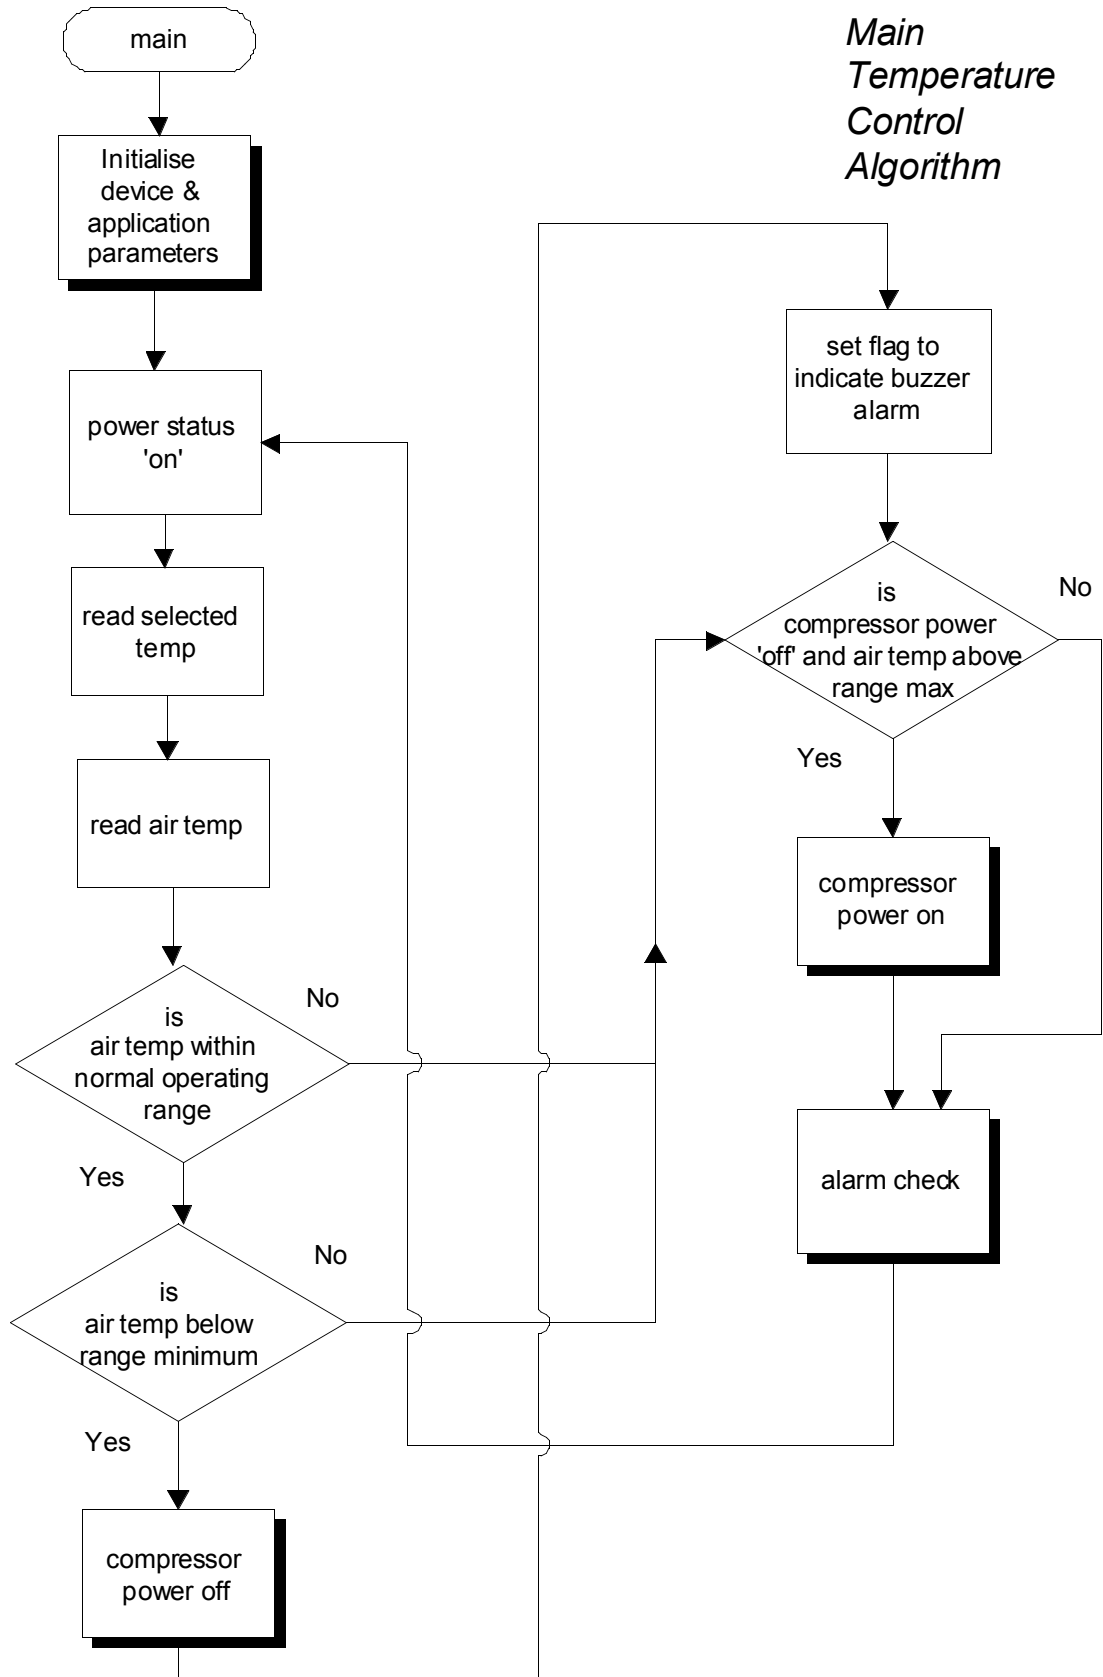 main
Initialise
device &
application
parameters
power status
'on'
read selected
temp
read air temp
is
air temp within
normal operating
range
No
Yes
is
air temp below
range minimum
No
Yes
compressor
power off
Main
Temperature
Control
Algorithm
set flag to
indicate buzzer
alarm
is
compressor power
'off' and air temp above
range max
No
Yes
compressor
power on
alarm check